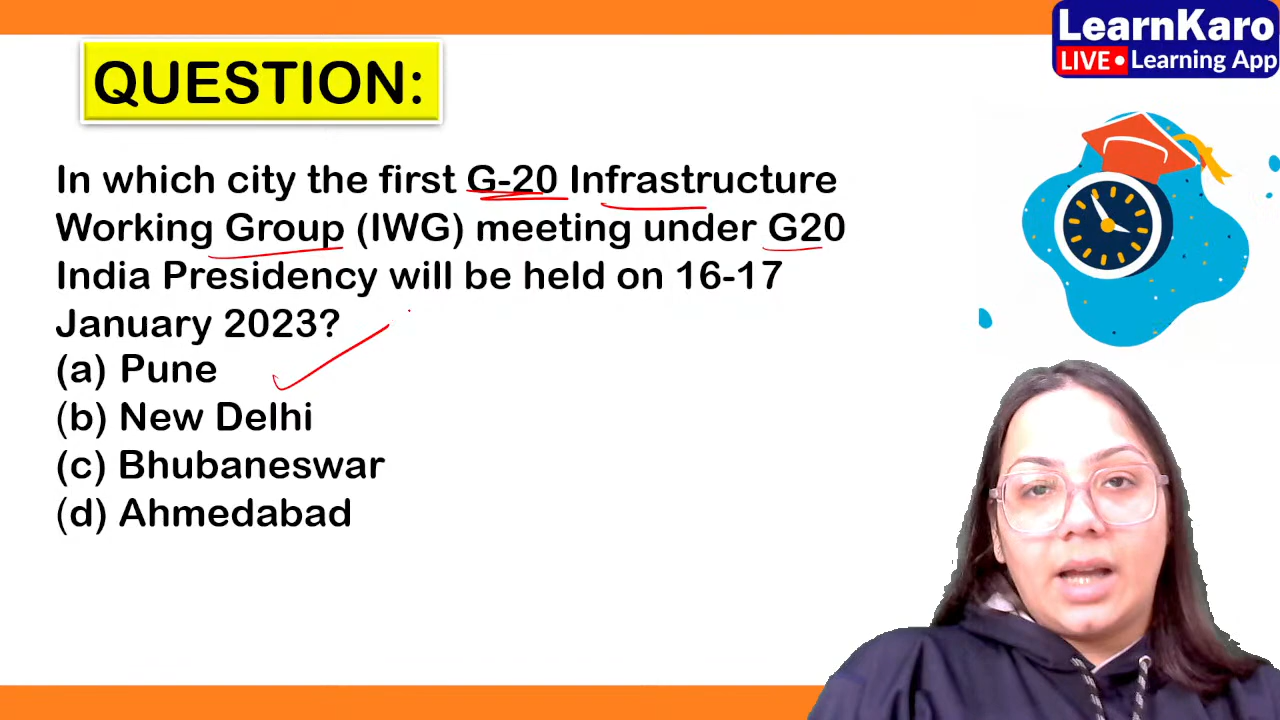 LearnKaro
LIVE • Learning App
QUESTION:
In which city the first G-20 Infrastructure
Working Group (IWG) meeting under G20
India Presidency will be held on 16-17
January 2023?
(a) Pune
(b) New Delhi
(c) Bhubaneswar
(d) Ahmedabad